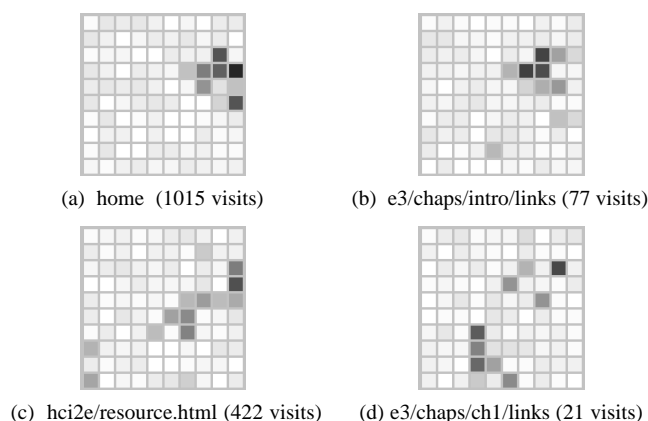 (a) home (1015 visits)
(b) e3/chaps/intro/links (77 visits)
(c) hci2e/resource.html (422 visits)
(d) e3/chaps/ch1/links (21 visits)